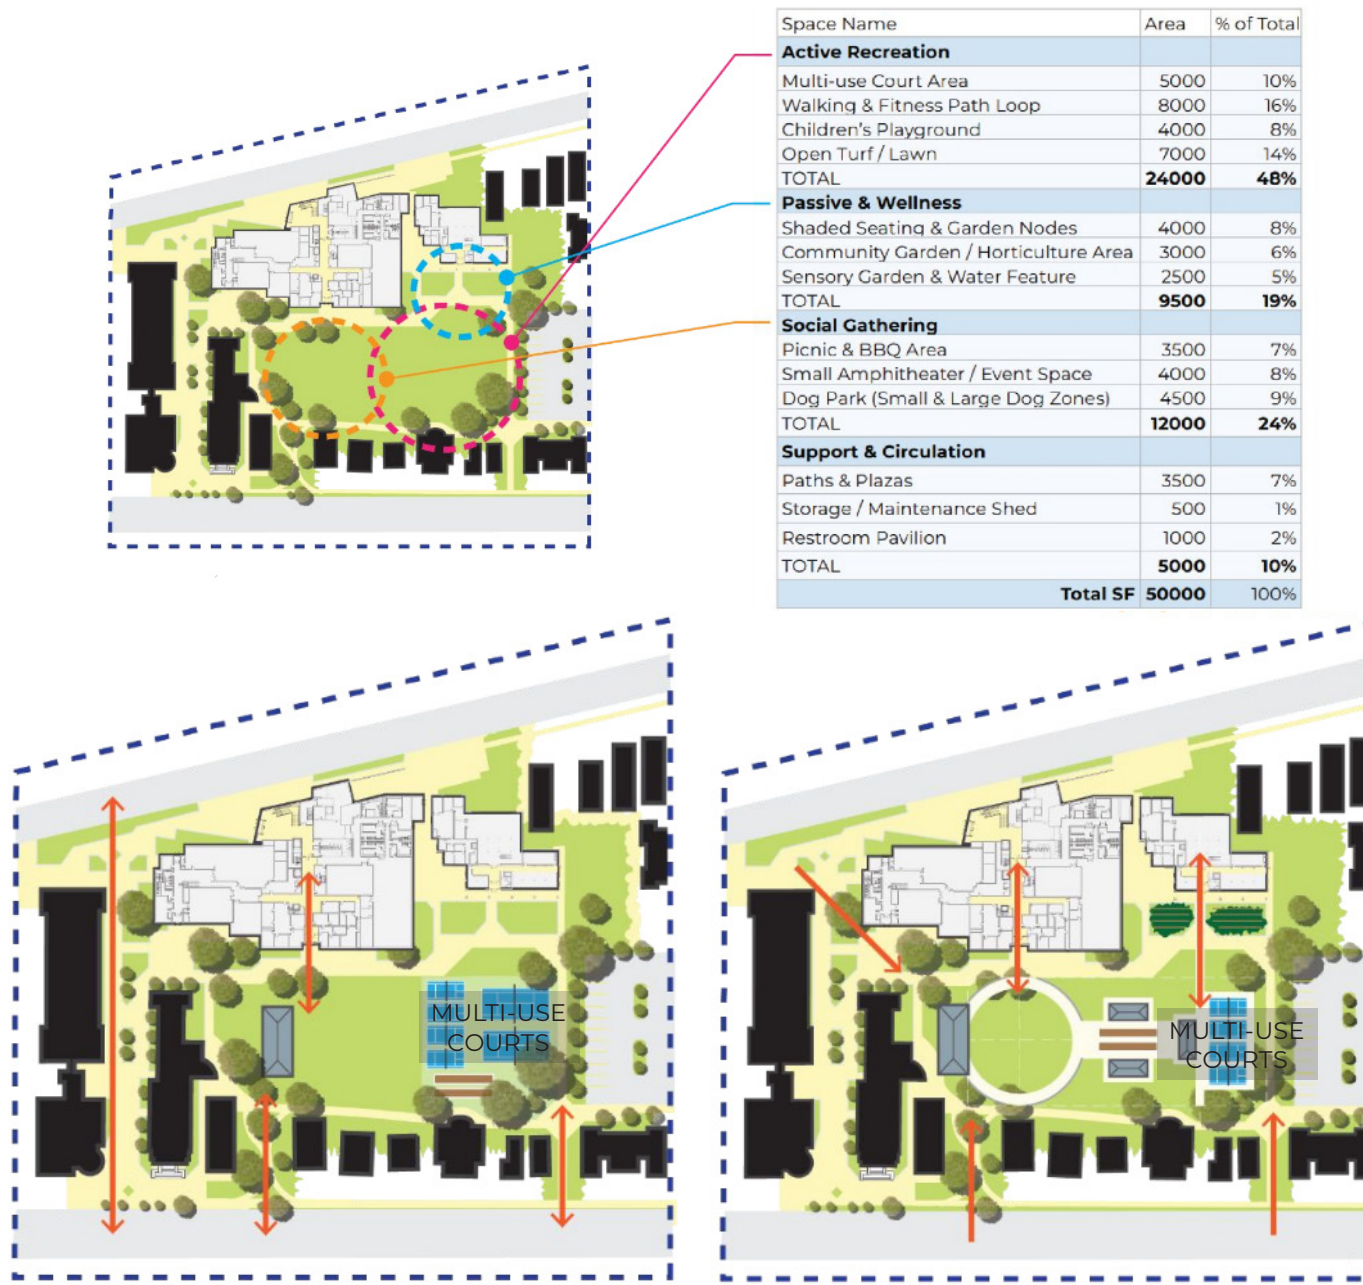 Space Name Area % of Total
Active Recreation
Multi-use Court Area 5000 10%
Walking & Fitness Path Loop 8000 16%
Children's Playground 4000 8%
Open Turf / Lawn 7000 14%
TOTAL 24000 48%
Passive & Wellness
Shaded Seating & Garden Nodes 4000 8%
Community Garden / Horticulture Area 3000 6%
Sensory Garden & Water Feature 2500 5%
TOTAL 9500 19%
Social Gathering
Picnic & BBQ Area 3500 7%
Small Amphitheater / Event Space 4000 8%
Dog Park (Small & Large Dog Zones) 4500 9%
TOTAL 12000 24%
Support & Circulation
Paths & Plazas 3500 7%
Storage / Maintenance Shed 500 1%
Restroom Pavilion 1000 2%
TOTAL 5000 10%
Total SF 50000 100%
MULTI-USE
COURTS
MULTI-USE
COURTS